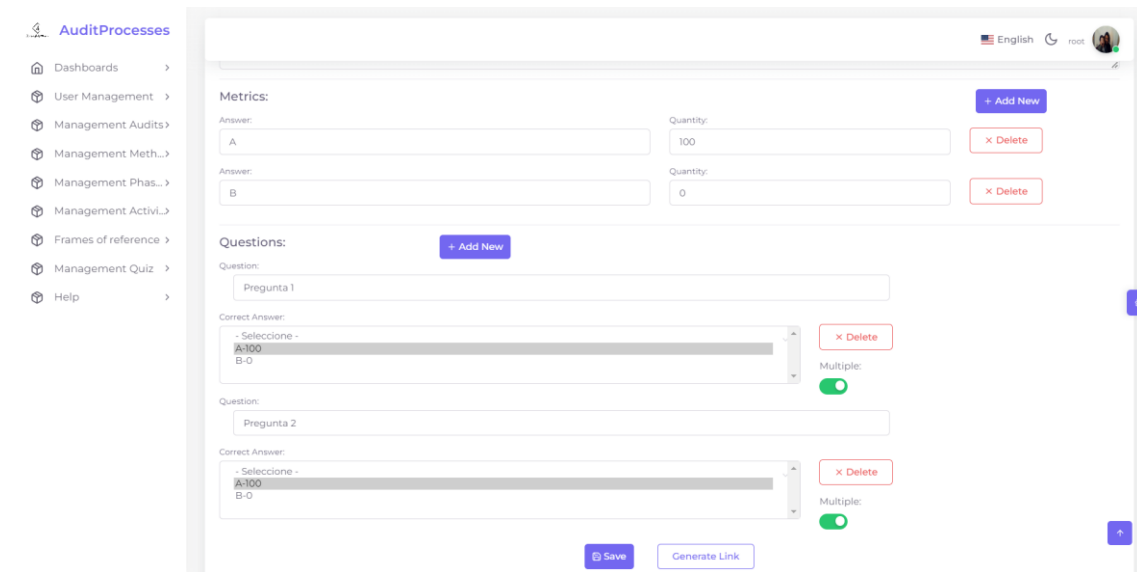 AuditProcesses
English
root
Dashboards
User Management
Management Audits
Management Meth...
Management Phas...
Management Activi...
Frames of reference
Management Quiz
Help
Metrics:
+ Add New
Answer: Quantity:
A 100 × Delete
Answer: Quantity:
B 0 × Delete
Questions: + Add New
Question:
Pregunta 1
Correct Answer:
- Seleccione -
A-100
B-0
× Delete
Multiple:
Question:
Pregunta 2
Correct Answer:
- Seleccione -
A-100
B-0
× Delete
Multiple:
Save Generate Link